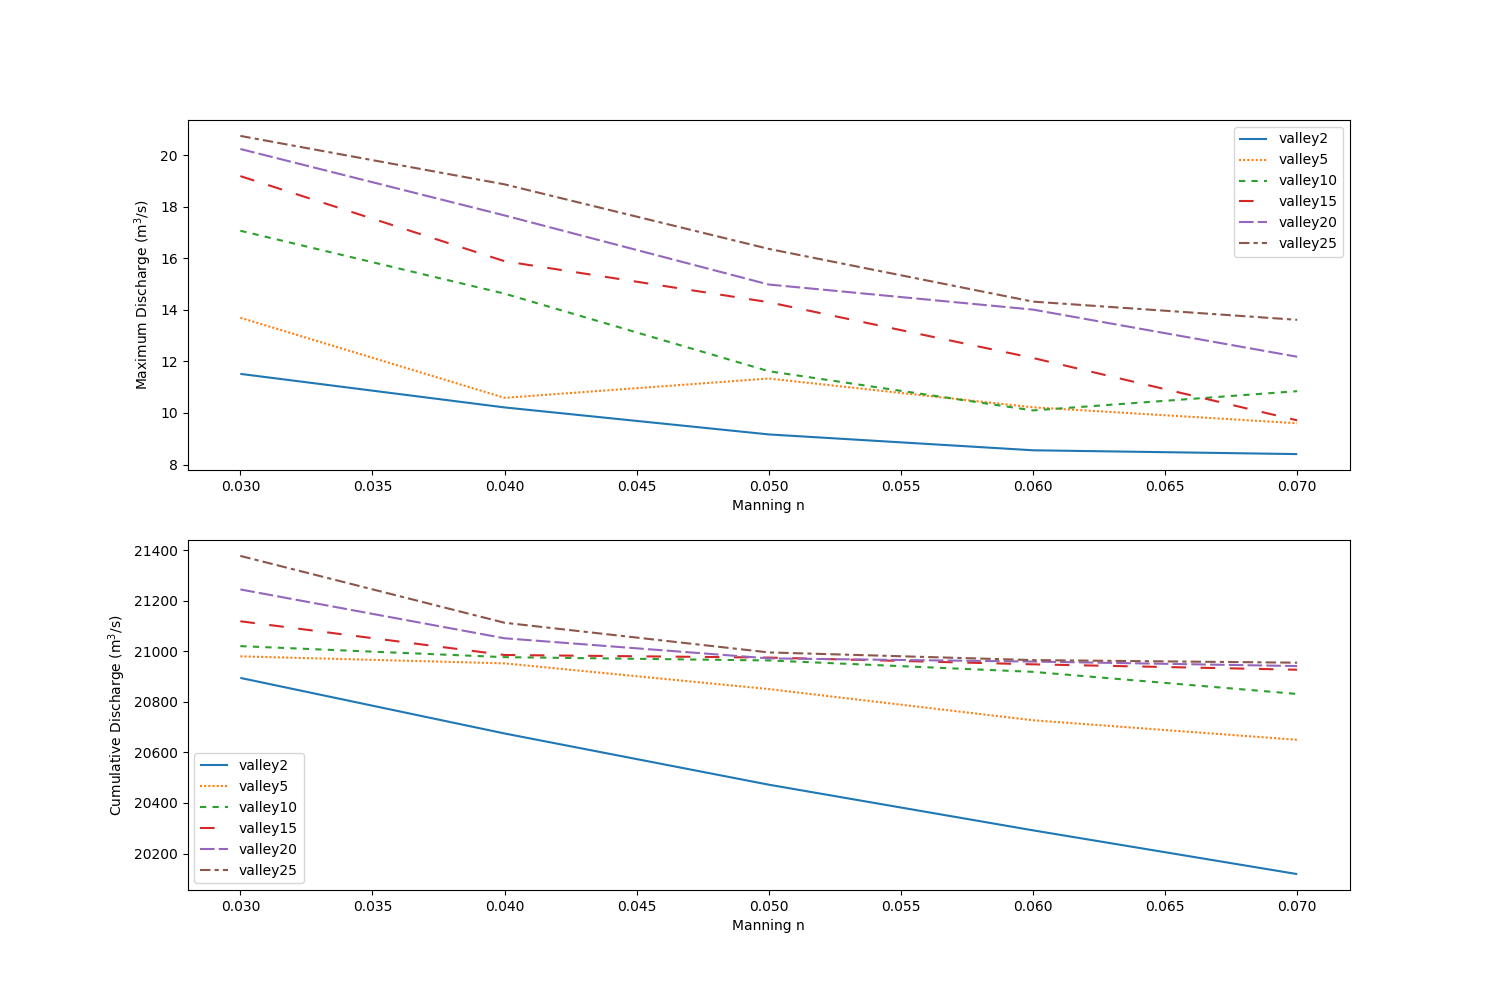 Maximum Discharge (m³/s)
20
18
16
14
12
10
8
valley2
valley5
valley10
valley15
valley20
valley25
0.030 0.035 0.040 0.045 0.050 0.055 0.060 0.065 0.070
Manning n
Cumulative Discharge (m³/s)
21400
21200
21000
20800
20600
20400
20200
valley2
valley5
valley10
valley15
valley20
valley25
0.030 0.035 0.040 0.045 0.050 0.055 0.060 0.065 0.070
Manning n